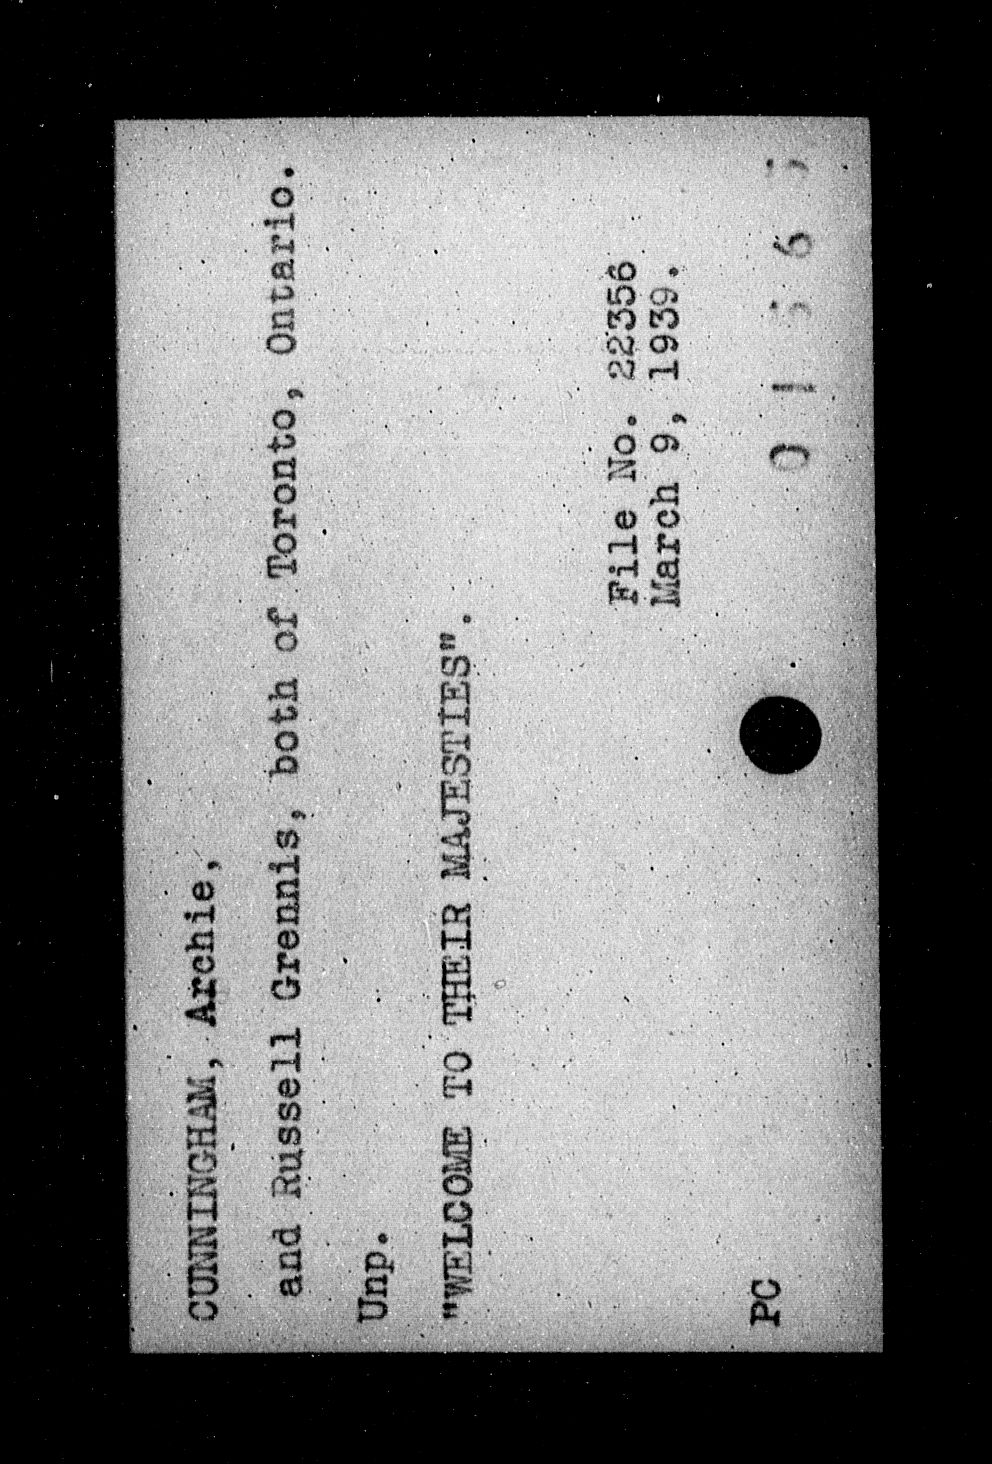 CUNNINGHAM, Archie,
and Russell Grennis, both of Toronto, Ontario.
Unp.
"WELCOME TO THEIR MAJESTIES".
File No. 22356
March 9, 1939.
PC